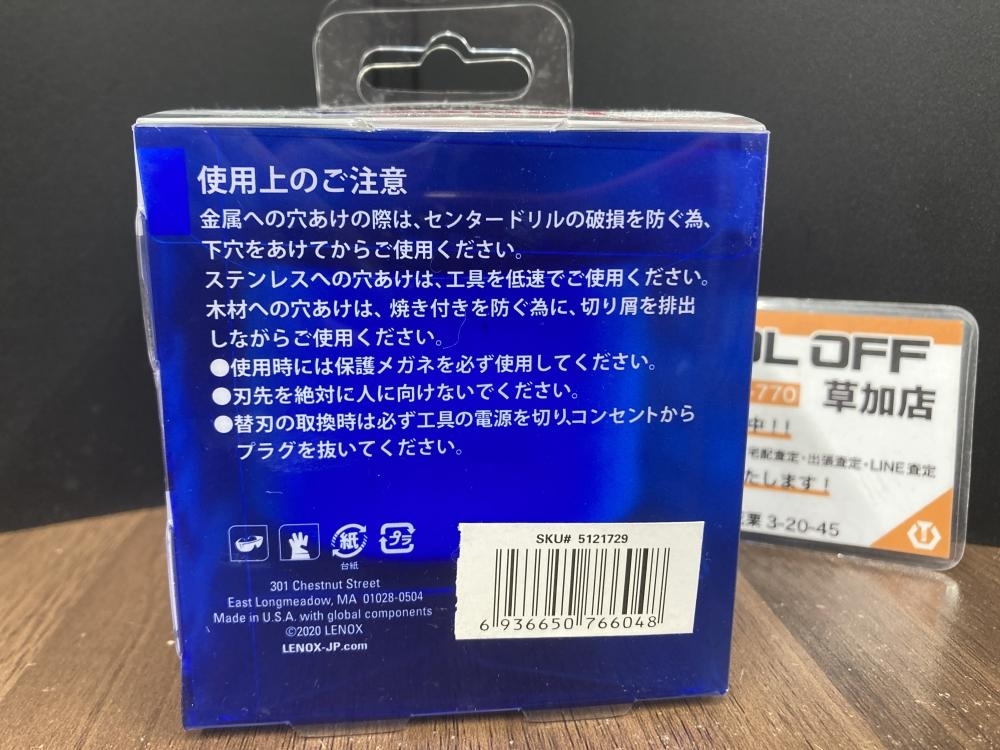 使用上のご注意
金属への穴あけの際は、センタードリルの破損を防ぐ為、
下穴をあけてからご使用ください。
ステンレスへの穴あけは、工具を低速でご使用ください。
木材への穴あけは、焼き付きを防ぐ為に、切り屑を排出
しながらご使用ください。
●使用時には保護メガネを必ず使用してください。
●刃先を絶対に人に向けないでください。
●替刃の取換時は必ず工具の電源を切り、コンセントから
プラグを抜いてください。
紙
プラ
台紙
301 Chestnut Street
East Longmeadow, MA 01028-0504
Made in U.S.A. with global components
©2020 LENOX
LENOX-JP.com
SKU# 5121729
6 936650 766048
OL OFF
-770
草加店
中!!
宅配査定・出張査定・LINE査定
たします!
栗 3-20-45